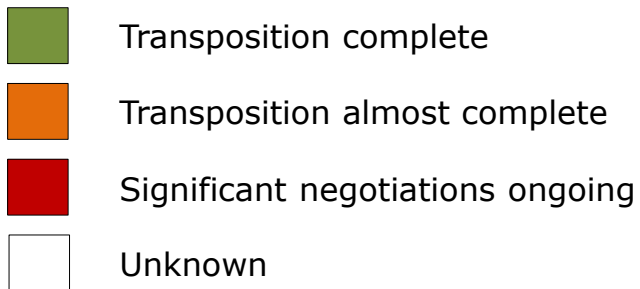 Transposition complete
Transposition almost complete
Significant negotiations ongoing
Unknown